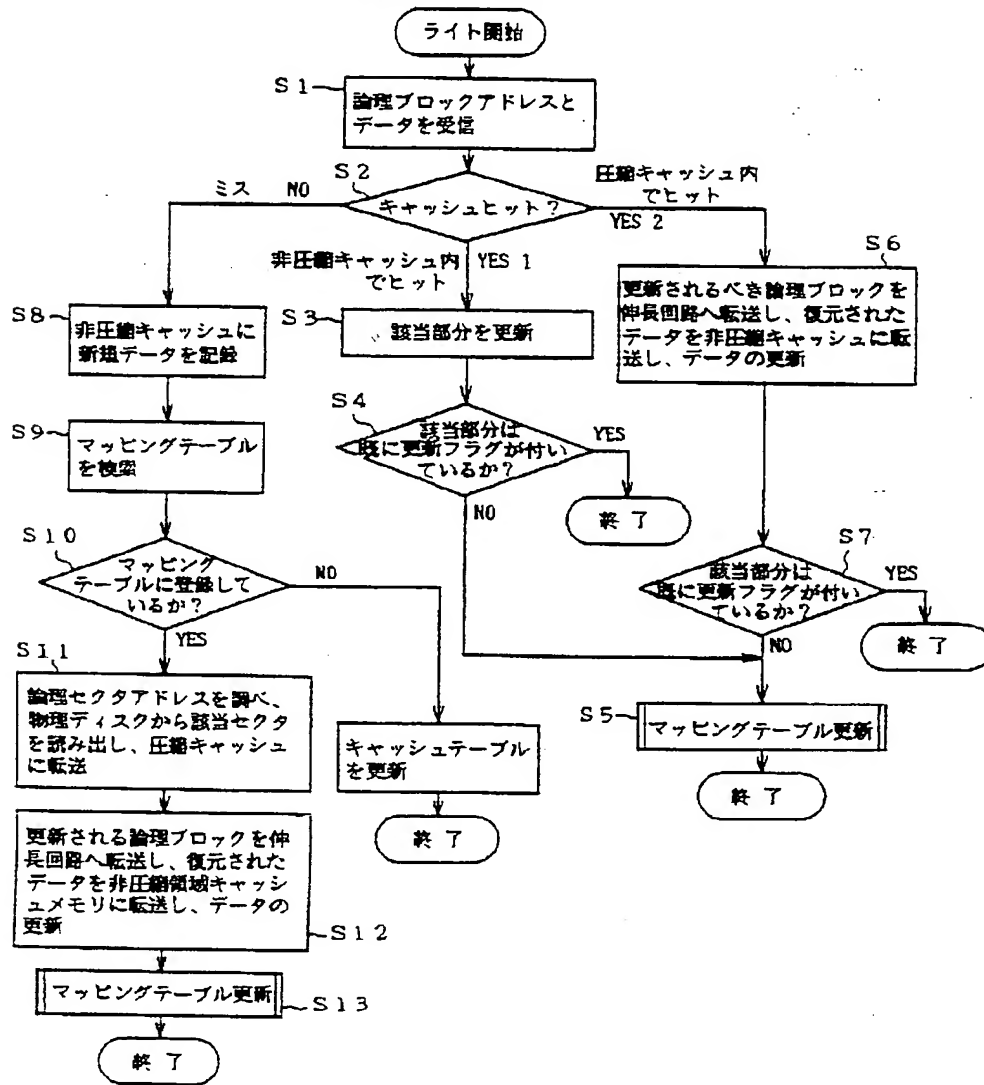 ライト開始
S1
論理ブロックアドレスと
データを受信
S2
ミス NO
キャッシュヒット？
圧縮キャッシュ内
でヒット
YES 2
非圧縮キャッシュ内
でヒット
YES 1
S8
非圧縮キャッシュに
新規データを記録
S3
該当部分を更新
S6
更新されるべき論理ブロックを
伸長回路へ転送し、復元された
データを非圧縮キャッシュに転
送し、データの更新
S9
マッピングテーブル
を検索
S4
該当部分は
既に更新フラグが付い
ているか？
YES
終了
NO
S10
マッピング
テーブルに登録して
いるか？
NO
YES
S7
該当部分は
既に更新フラグが付い
ているか？
YES
終了
NO
S11
論理セクタアドレスを調べ、
物理ディスクから該当セクタ
を読み出し、圧縮キャッシュ
に転送
キャッシュテーブル
を更新
終了
S5
マッピングテーブル更新
終了
更新される論理ブロックを伸
長回路へ転送し、復元された
データを非圧縮領域キャッシ
ュメモリに転送し、データの
更新
S12
マッピングテーブル更新
S13
終了